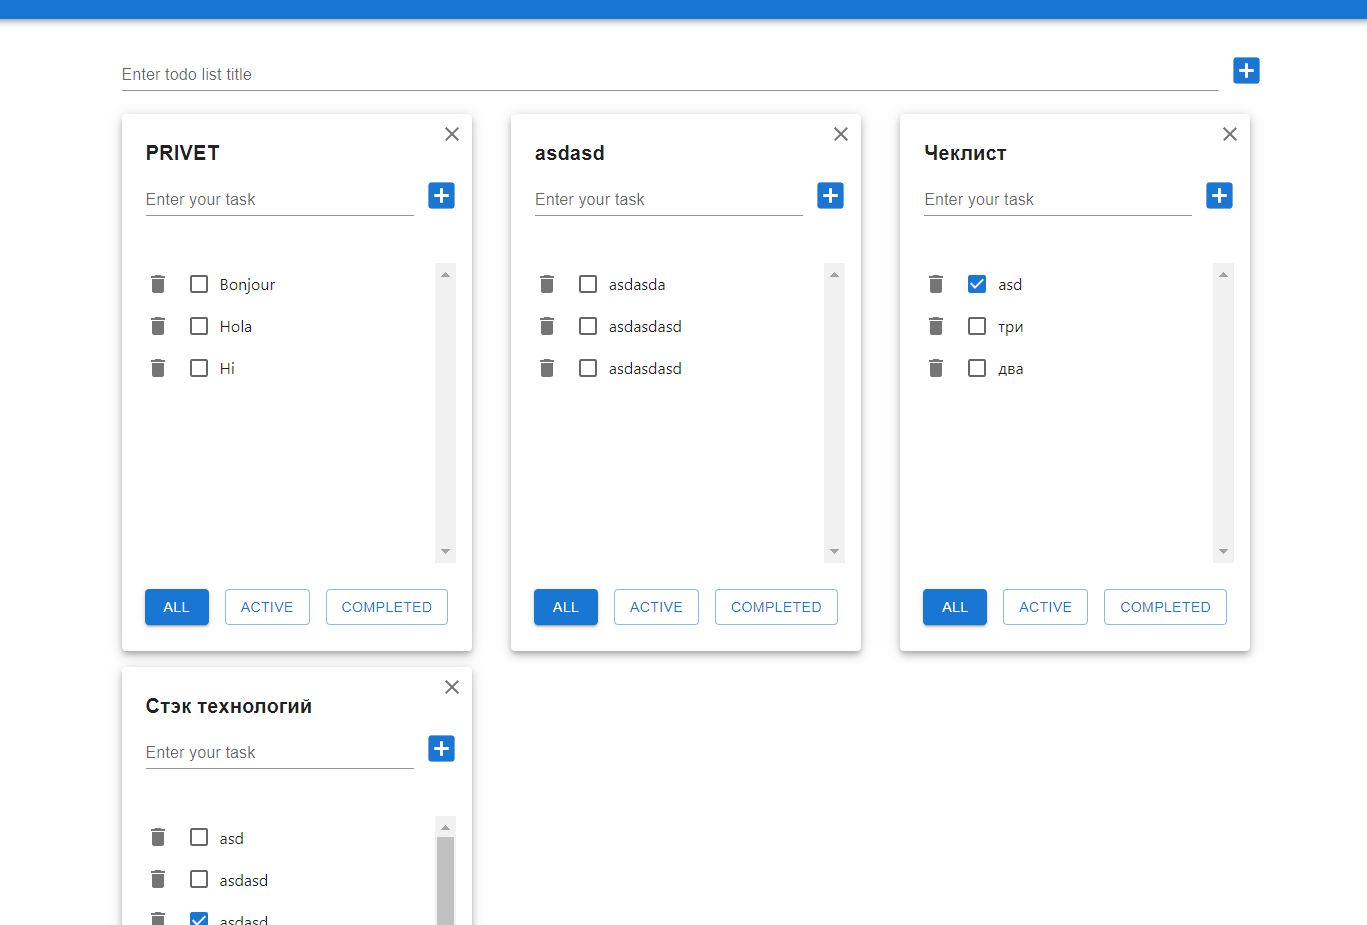 Enter todo list title
PRIVET
Enter your task
Bonjour
Hola
Hi
ALL ACTIVE COMPLETED
asdasd
Enter your task
asdasda
asdasdasd
asdasdasd
ALL ACTIVE COMPLETED
Чеклист
Enter your task
asd
три
два
ALL ACTIVE COMPLETED
Стэк технологий
Enter your task
asd
asdasd
asdasd